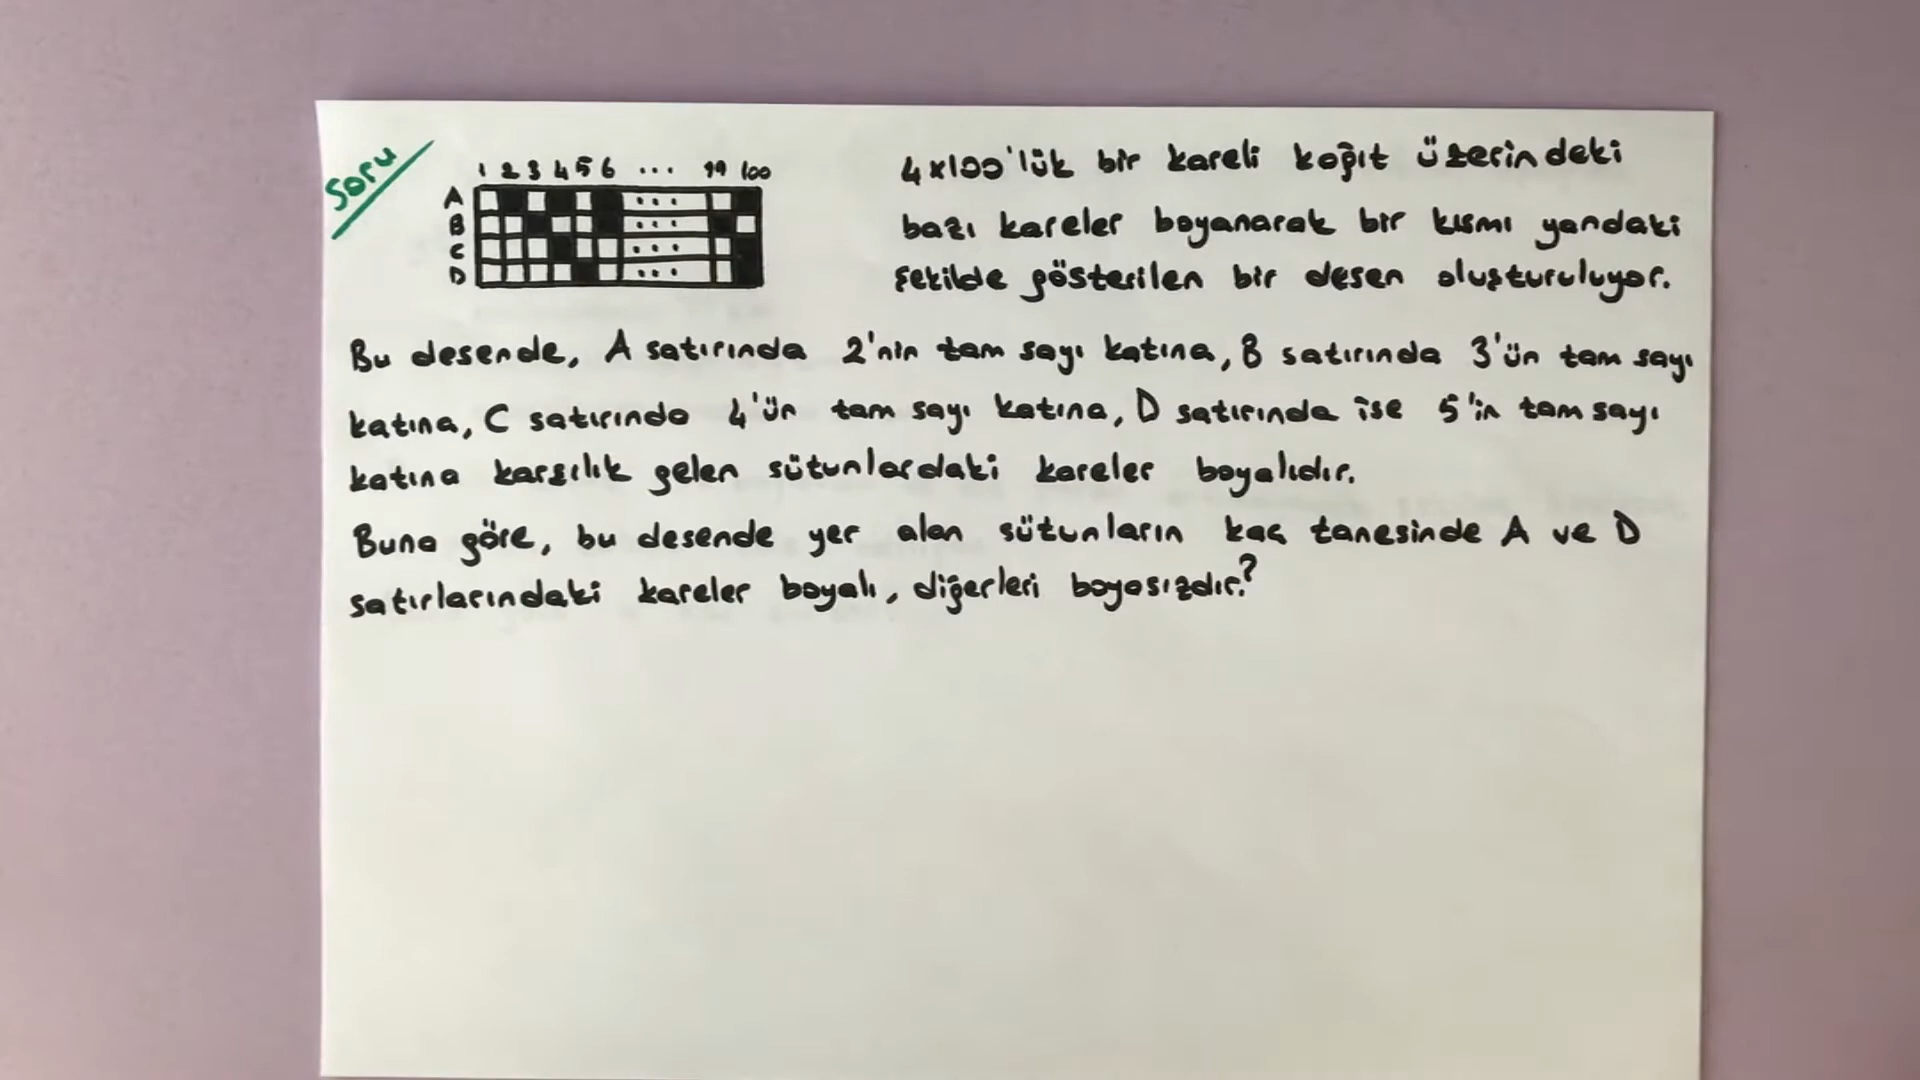 Soru
1 2 3 4 5 6 ... 99 100
A
B
C
D
4x100'lük bir kareli kağıt üzerindeki
bazı kareler boyanarak bir kısmı yandaki
şekilde gösterilen bir desen oluşturuluyor.
Bu desende, A satırında 2'nin tam sayı katına, B satırında 3'ün tam sayı
katına, C satırında 4'ün tam sayı katına, D satırında ise 5'in tam sayı
katına karşılık gelen sütunlardaki kareler boyalıdır.
Buna göre, bu desende yer alan sütunların kaç tanesinde A ve D
satırlarındaki kareler boyalı, diğerleri boyasızdır?